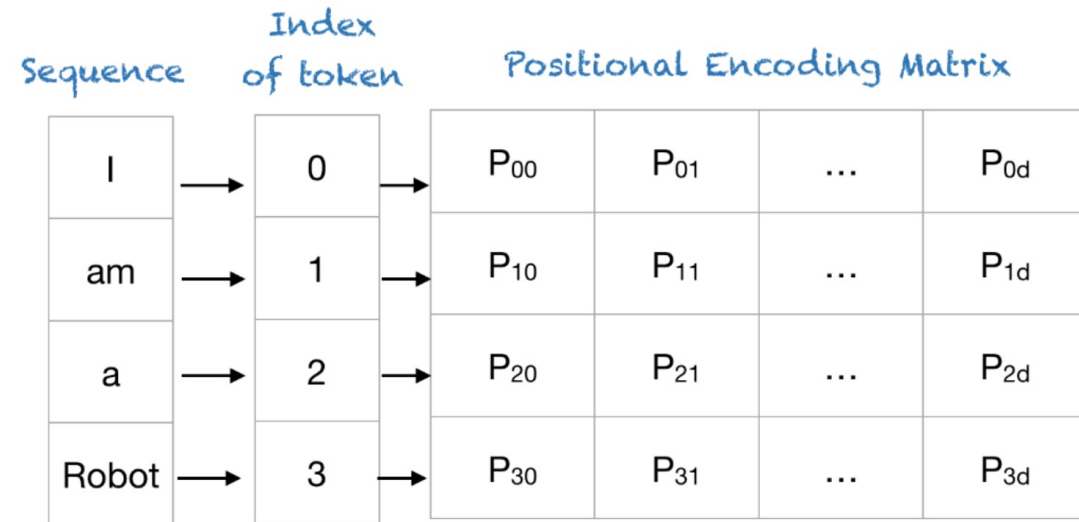 Index
Sequence of token Positional Encoding Matrix
I 0 P00 P01 ... P0d
am 1 P10 P11 ... P1d
a 2 P20 P21 ... P2d
Robot 3 P30 P31 ... P3d